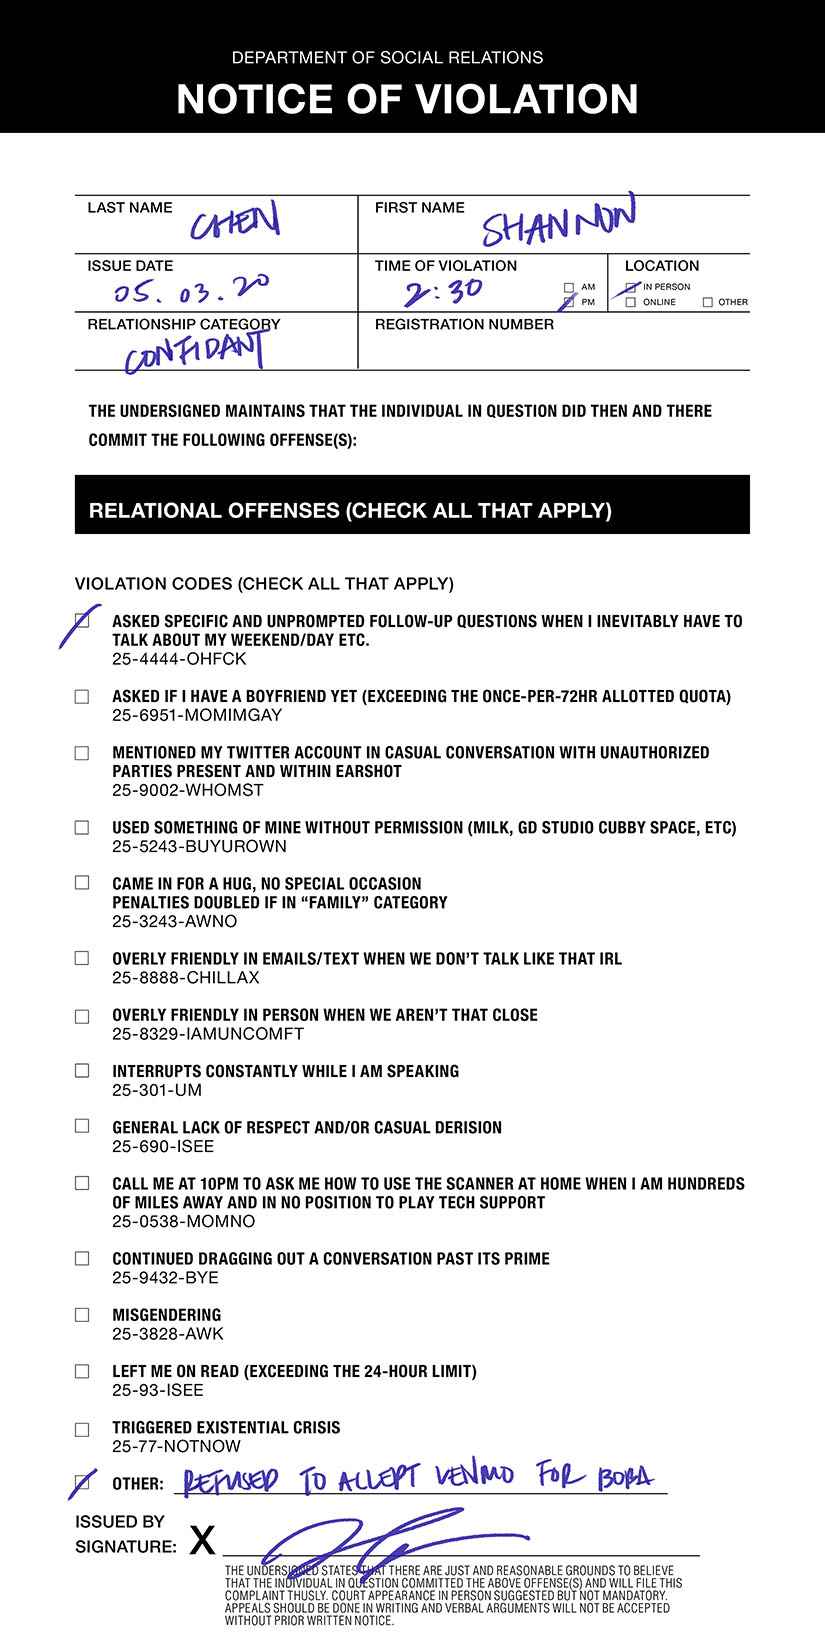 DEPARTMENT OF SOCIAL RELATIONS
NOTICE OF VIOLATION
LAST NAME CHEN
FIRST NAME SHANNON
ISSUE DATE 05.03.20
TIME OF VIOLATION 2:30
AM
PM
LOCATION
IN PERSON
ONLINE OTHER
RELATIONSHIP CATEGORY CONFIDANT
REGISTRATION NUMBER
THE UNDERSIGNED MAINTAINS THAT THE INDIVIDUAL IN QUESTION DID THEN AND THERE
COMMIT THE FOLLOWING OFFENSE(S):
RELATIONAL OFFENSES (CHECK ALL THAT APPLY)
VIOLATION CODES (CHECK ALL THAT APPLY)
ASKED SPECIFIC AND UNPROMPTED FOLLOW-UP QUESTIONS WHEN I INEVITABLY HAVE TO
TALK ABOUT MY WEEKEND/DAY ETC.
25-4444-OHFCK
ASKED IF I HAVE A BOYFRIEND YET (EXCEEDING THE ONCE-PER-72HR ALLOTTED QUOTA)
25-6951-MOMIMGAY
MENTIONED MY TWITTER ACCOUNT IN CASUAL CONVERSATION WITH UNAUTHORIZED
PARTIES PRESENT AND WITHIN EARSHOT
25-9002-WHOMST
USED SOMETHING OF MINE WITHOUT PERMISSION (MILK, GD STUDIO CUBBY SPACE, ETC)
25-5243-BUYUROWN
CAME IN FOR A HUG, NO SPECIAL OCCASION
PENALTIES DOUBLED IF IN “FAMILY” CATEGORY
25-3243-AWNO
OVERLY FRIENDLY IN EMAILS/TEXT WHEN WE DON’T TALK LIKE THAT IRL
25-8888-CHILLAX
OVERLY FRIENDLY IN PERSON WHEN WE AREN’T THAT CLOSE
25-8329-IAMUNCOMFT
INTERRUPTS CONSTANTLY WHILE I AM SPEAKING
25-301-UM
GENERAL LACK OF RESPECT AND/OR CASUAL DERISION
25-690-ISEE
CALL ME AT 10PM TO ASK ME HOW TO USE THE SCANNER AT HOME WHEN I AM HUNDREDS
OF MILES AWAY AND IN NO POSITION TO PLAY TECH SUPPORT
25-0538-MOMNO
CONTINUED DRAGGING OUT A CONVERSATION PAST ITS PRIME
25-9432-BYE
MISGENDERING
25-3828-AWK
LEFT ME ON READ (EXCEEDING THE 24-HOUR LIMIT)
25-93-ISEE
TRIGGERED EXISTENTIAL CRISIS
25-77-NOTNOW
OTHER: REFUSED TO ACCEPT VENMO FOR BOBA
ISSUED BY
SIGNATURE: X
THE UNDERSIGNED STATES THAT THERE ARE JUST AND REASONABLE GROUNDS TO BELIEVE
THAT THE INDIVIDUAL IN QUESTION COMMITTED THE ABOVE OFFENSE(S) AND WILL FILE THIS
COMPLAINT THUSLY. COURT APPEARANCE IN PERSON SUGGESTED BUT NOT MANDATORY.
APPEALS SHOULD BE DONE IN WRITING AND VERBAL ARGUMENTS WILL NOT BE ACCEPTED
WITHOUT PRIOR WRITTEN NOTICE.